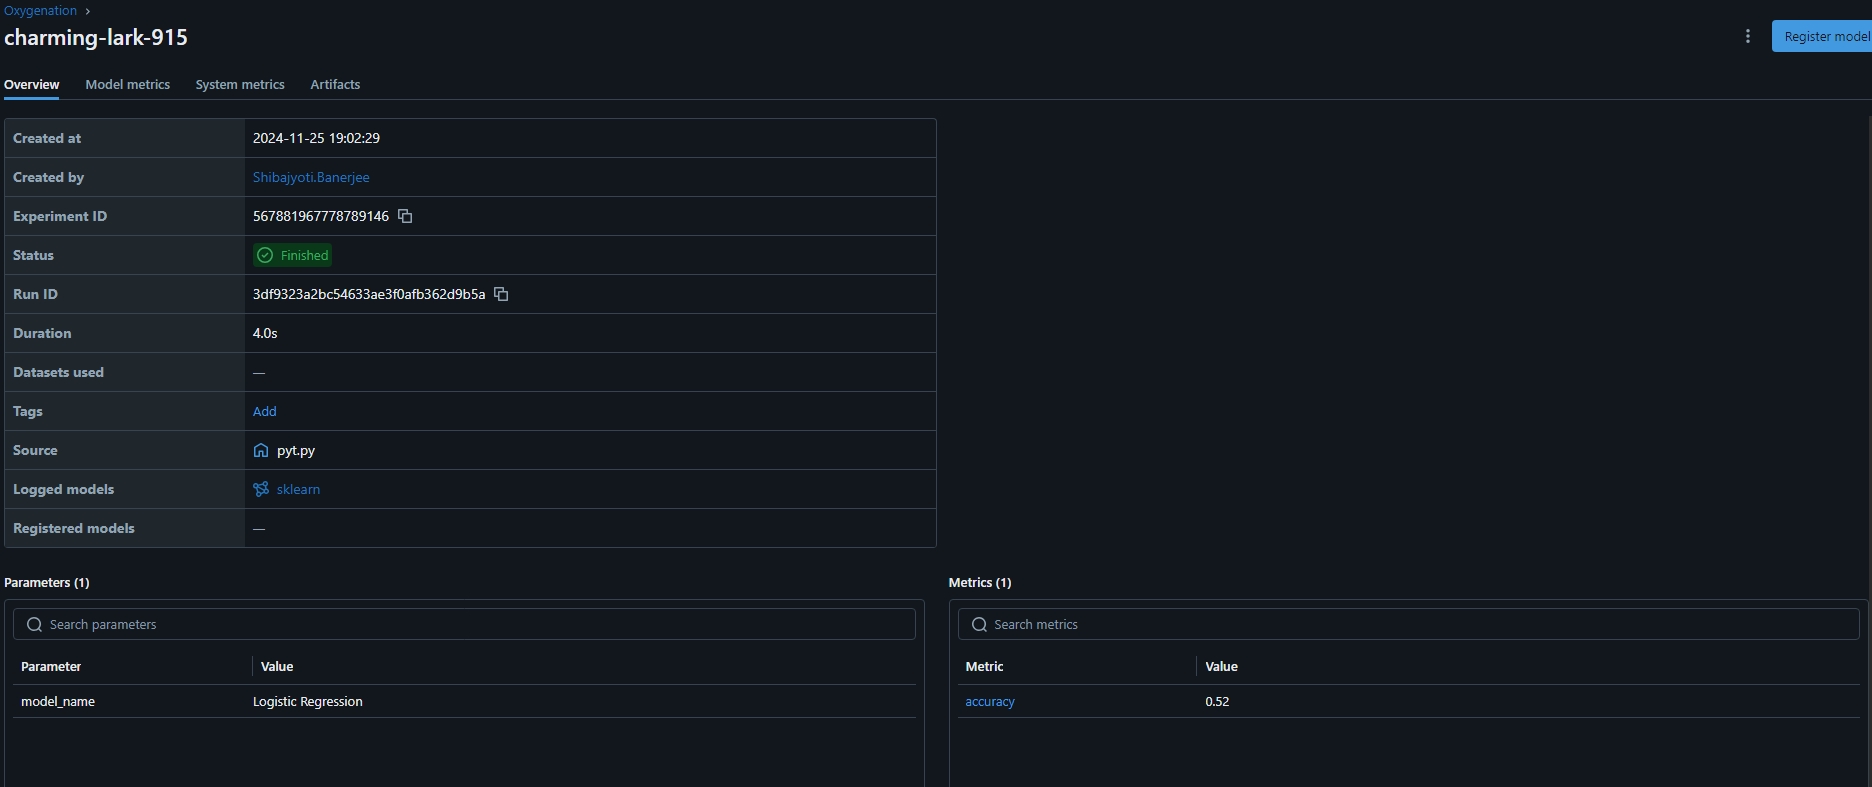 Oxygenation ›
charming-lark-915
Register model
Overview Model metrics System metrics Artifacts
Created at 2024-11-25 19:02:29
Created by Shibajyoti.Banerjee
Experiment ID 567881967778789146
Status Finished
Run ID 3df9323a2bc54633ae3f0afb362d9b5a
Duration 4.0s
Datasets used —
Tags Add
Source pyt.py
Logged models sklearn
Registered models —
Parameters (1)
Search parameters
Parameter Value
model_name Logistic Regression
Metrics (1)
Search metrics
Metric Value
accuracy 0.52